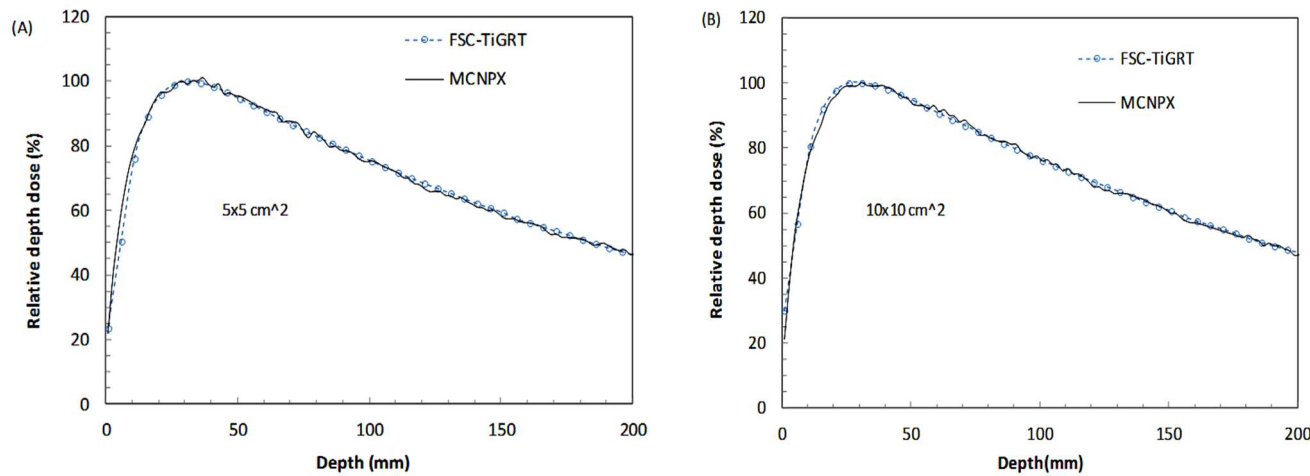 (A)
120
100
80
60
40
20
0
Relative depth dose (%)
FSC-TiGRT
MCNPX
5x5 cm^2
0 50 100 150 200
Depth (mm)
(B)
120
100
80
60
40
20
0
Relative depth dose (%)
FSC-TiGRT
MCNPX
10x10 cm^2
0 50 100 150 200
Depth(mm)